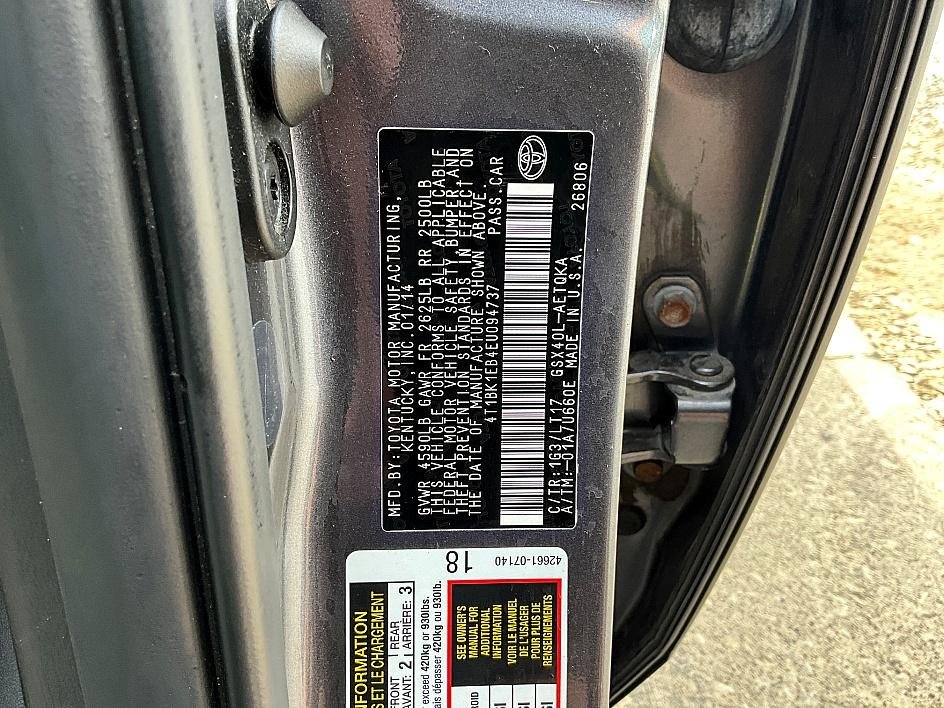 MFD.BY:TOYOTA MOTOR MANUFACTURING,
KENTUCKY,INC.01/14
GVWR 4590LB GAWR FR 2625LB RR 2500LB
THIS VEHICLE CONFORMS TO ALL APPLICABLE
FEDERAL MOTOR VEHICLE SAFETY,BUMPER,AND
THEFT PREVENTION STANDARDS IN EFFECT ON
THE DATE OF MANUFACTURE SHOWN ABOVE.
4T1BK1EB4EU094737 PASS.CAR
C/TR:1G3/LT17 GSX40L-AETQKA
A/TM:-01A/U660E MADE IN U.S.A. 26806
18
42661-07140
INFORMATION
S ET LE CHARGEMENT
FRONT REAR
AVANT: 2 ARRIÈRE: 3
exceed 420kg or 930lbs.
ais dépasser 420kg ou 930lb.
SEE OWNER'S
MANUAL FOR
ADDITIONAL
INFORMATION
VOIR LE MANUEL
DE L'USAGER
POUR PLUS DE
RENSEIGNEMENTS